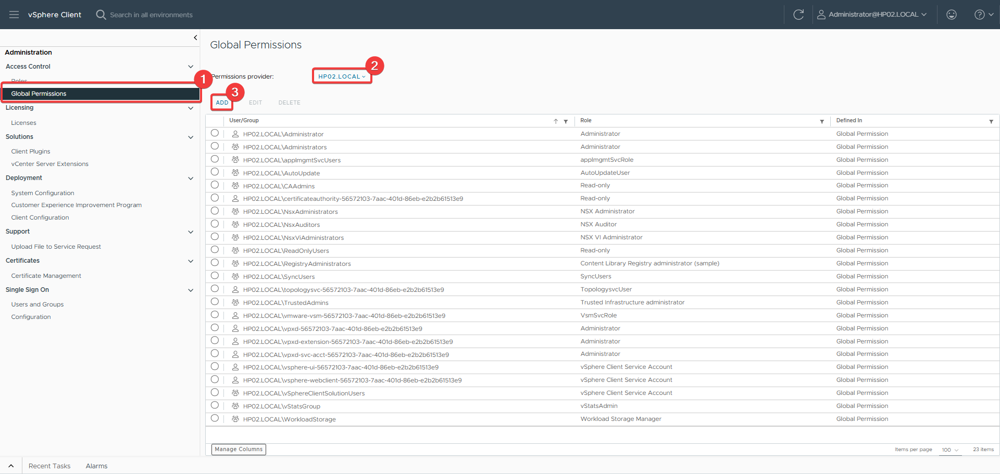 vSphere Client
Search in all environments
Administrator@HP02.LOCAL
Administration
Access Control
Roles
Global Permissions
Licensing
Licenses
Solutions
Client Plugins
vCenter Server Extensions
Deployment
System Configuration
Customer Experience Improvement Program
Client Configuration
Support
Upload File to Service Request
Certificates
Certificate Management
Single Sign On
Users and Groups
Configuration
1
Global Permissions
Permissions provider:
HP02.LOCAL
2
3
ADD EDIT DELETE
User/Group Role Defined In
HP02.LOCAL\Administrator Administrator Global Permission
HP02.LOCAL\Administrators Administrator Global Permission
HP02.LOCAL\applmgmtSvcUsers applmgmtSvcRole Global Permission
HP02.LOCAL\AutoUpdate AutoUpdateUser Global Permission
HP02.LOCAL\CAAdmins Read-only Global Permission
HP02.LOCAL\certificateauthority-56572103-7aac-401d-86eb-e2b2b61513e9 Read-only Global Permission
HP02.LOCAL\NsxAdministrators NSX Administrator Global Permission
HP02.LOCAL\NsxAuditors NSX Auditor Global Permission
HP02.LOCAL\NsxViAdministrators NSX VI Administrator Global Permission
HP02.LOCAL\ReadOnlyUsers Read-only Global Permission
HP02.LOCAL\RegistryAdministrators Content Library Registry administrator (sample) Global Permission
HP02.LOCAL\SyncUsers SyncUsers Global Permission
HP02.LOCAL\topologysvc-56572103-7aac-401d-86eb-e2b2b61513e9 TopologysvcUser Global Permission
HP02.LOCAL\TrustedAdmins Trusted Infrastructure administrator Global Permission
HP02.LOCAL\vmware-vsm-56572103-7aac-401d-86eb-e2b2b61513e9 VsmSvcRole Global Permission
HP02.LOCAL\vpxd-56572103-7aac-401d-86eb-e2b2b61513e9 Administrator Global Permission
HP02.LOCAL\vpxd-extension-56572103-7aac-401d-86eb-e2b2b61513e9 Administrator Global Permission
HP02.LOCAL\vpxd-svc-acct-56572103-7aac-401d-86eb-e2b2b61513e9 Administrator Global Permission
HP02.LOCAL\vsphere-ui-56572103-7aac-401d-86eb-e2b2b61513e9 vSphere Client Service Account Global Permission
HP02.LOCAL\vsphere-webclient-56572103-7aac-401d-86eb-e2b2b61513e9 vSphere Client Service Account Global Permission
HP02.LOCAL\vSphereClientSolutionUsers vSphere Client Service Account Global Permission
HP02.LOCAL\vStatsGroup vStatsAdmin Global Permission
HP02.LOCAL\WorkloadStorage Workload Storage Manager Global Permission
Manage Columns
Items per page 100 23 items
Recent Tasks Alarms